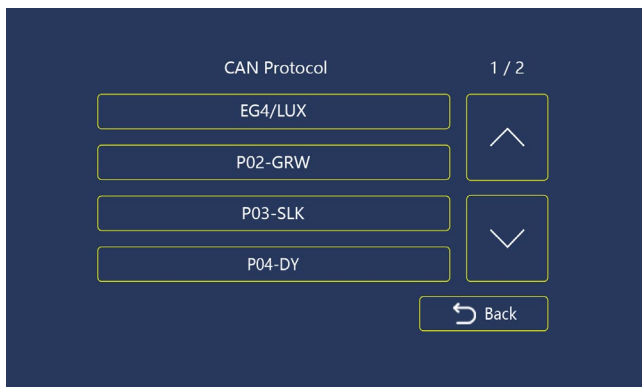 CAN Protocol 1 / 2
EG4/LUX
P02-GRW
P03-SLK
P04-DY
Back